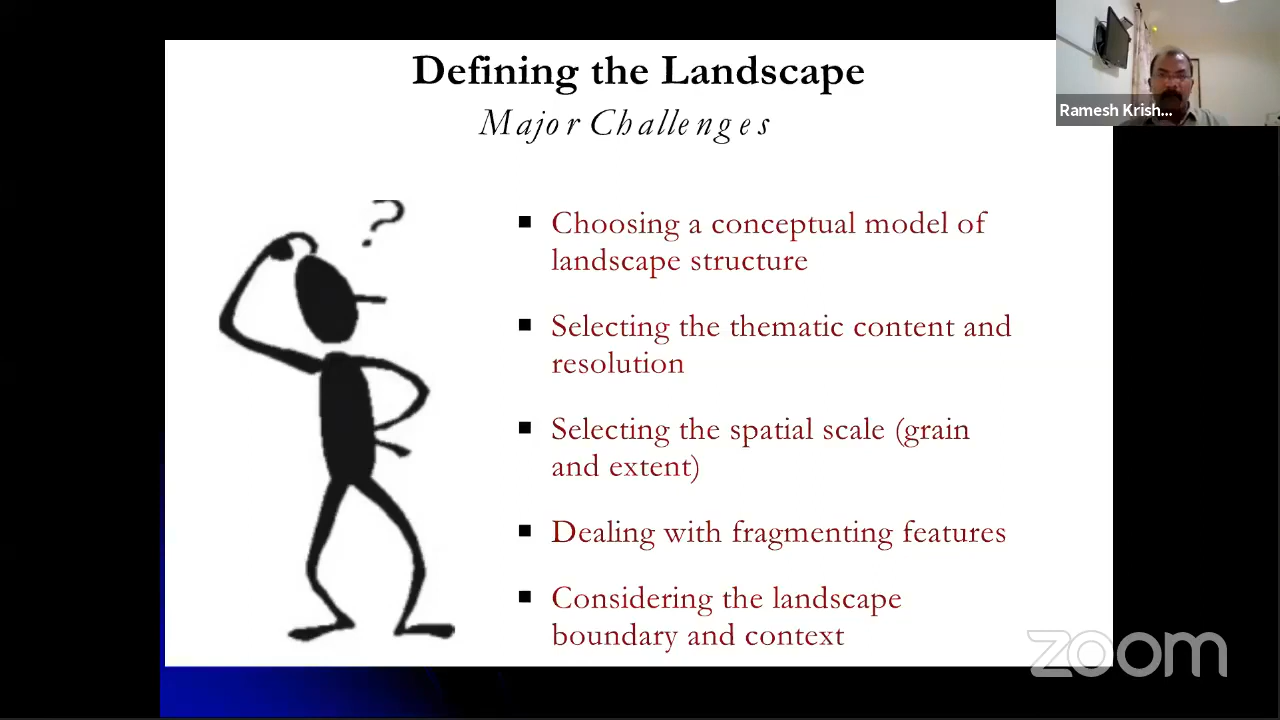 Defining the Landscape
Major Challenges
Ramesh Krish...
?
■ Choosing a conceptual model of
landscape structure
■ Selecting the thematic content and
resolution
■ Selecting the spatial scale (grain
and extent)
■ Dealing with fragmenting features
■ Considering the landscape
boundary and context
zoom